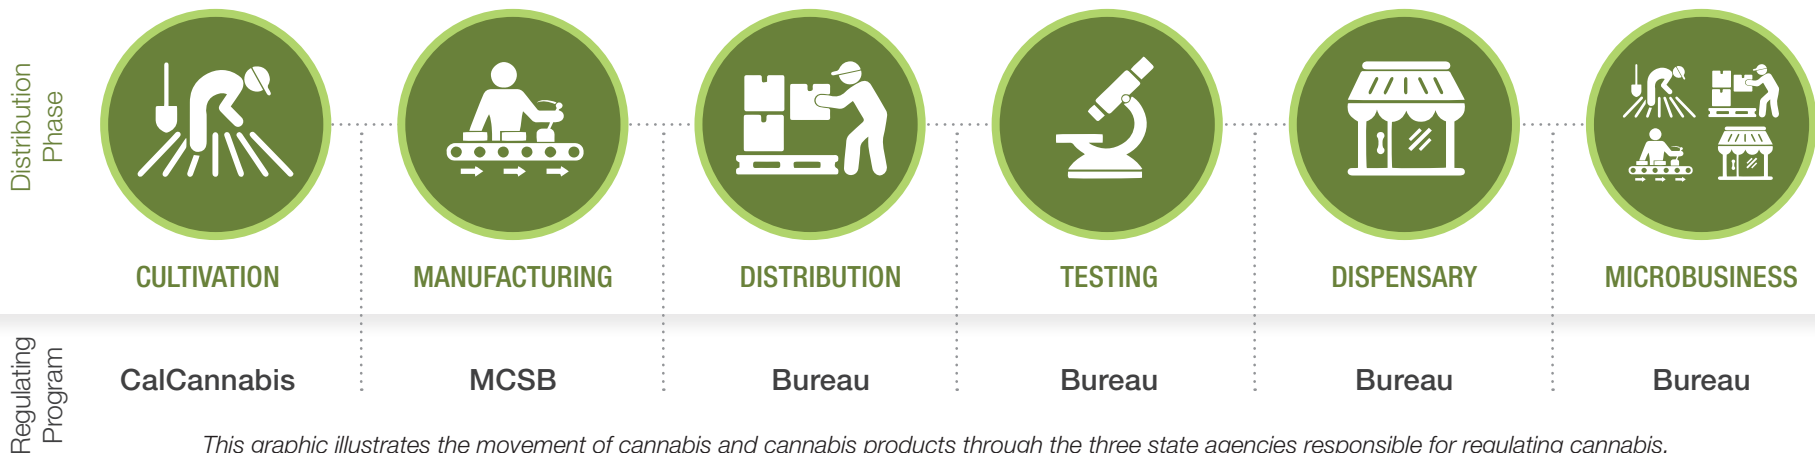 Distribution
Phase
CULTIVATION
MANUFACTURING
DISTRIBUTION
TESTING
DISPENSARY
MICROBUSINESS
Regulating
Program
CalCannabis
MCSB
Bureau
Bureau
Bureau
Bureau
This graphic illustrates the movement of cannabis and cannabis products through the three state agencies responsible for regulating cannabis.